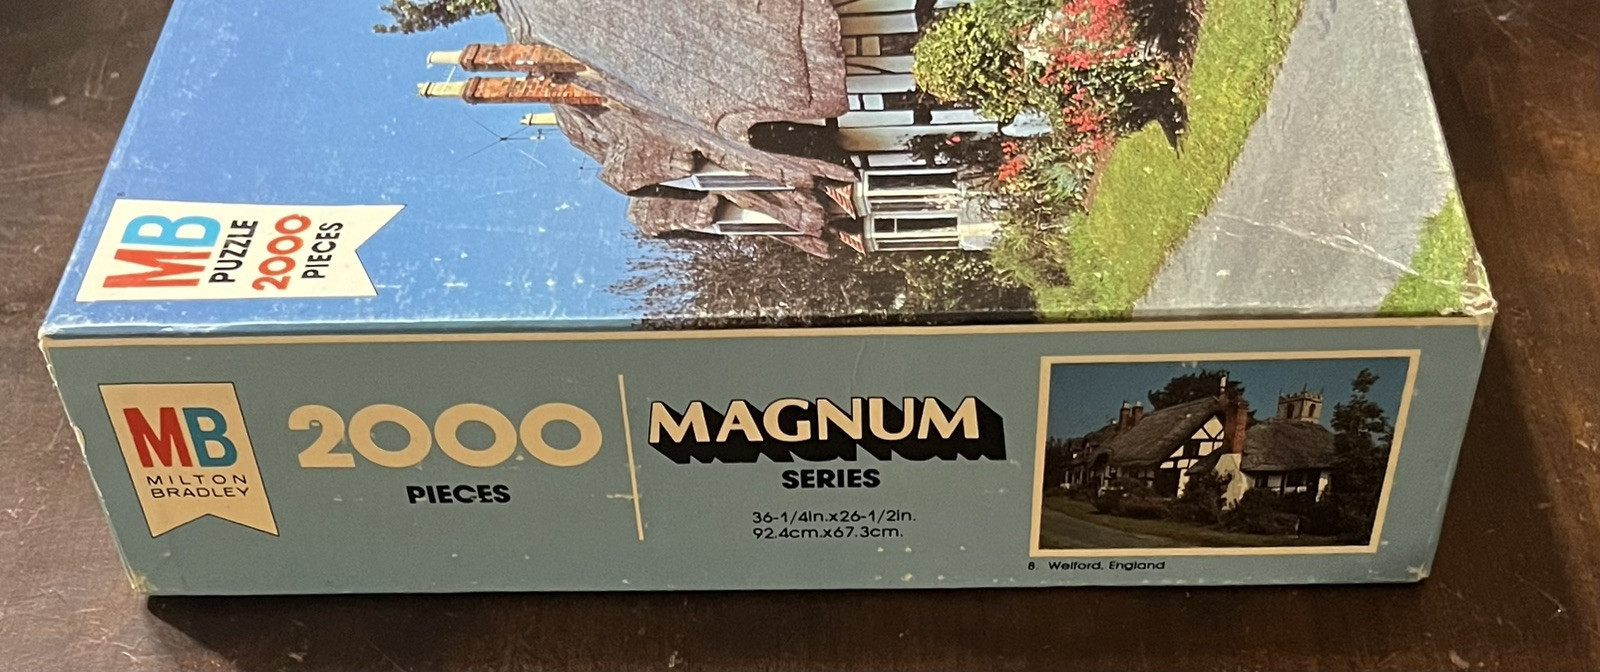 MB
PUZZLE
2000
PIECES
MB
MILTON
BRADLEY
2000
PIECES
MAGNUM
SERIES
36-1/4in.x26-1/2in.
92.4cm.x67.3cm.
8. Welford, England